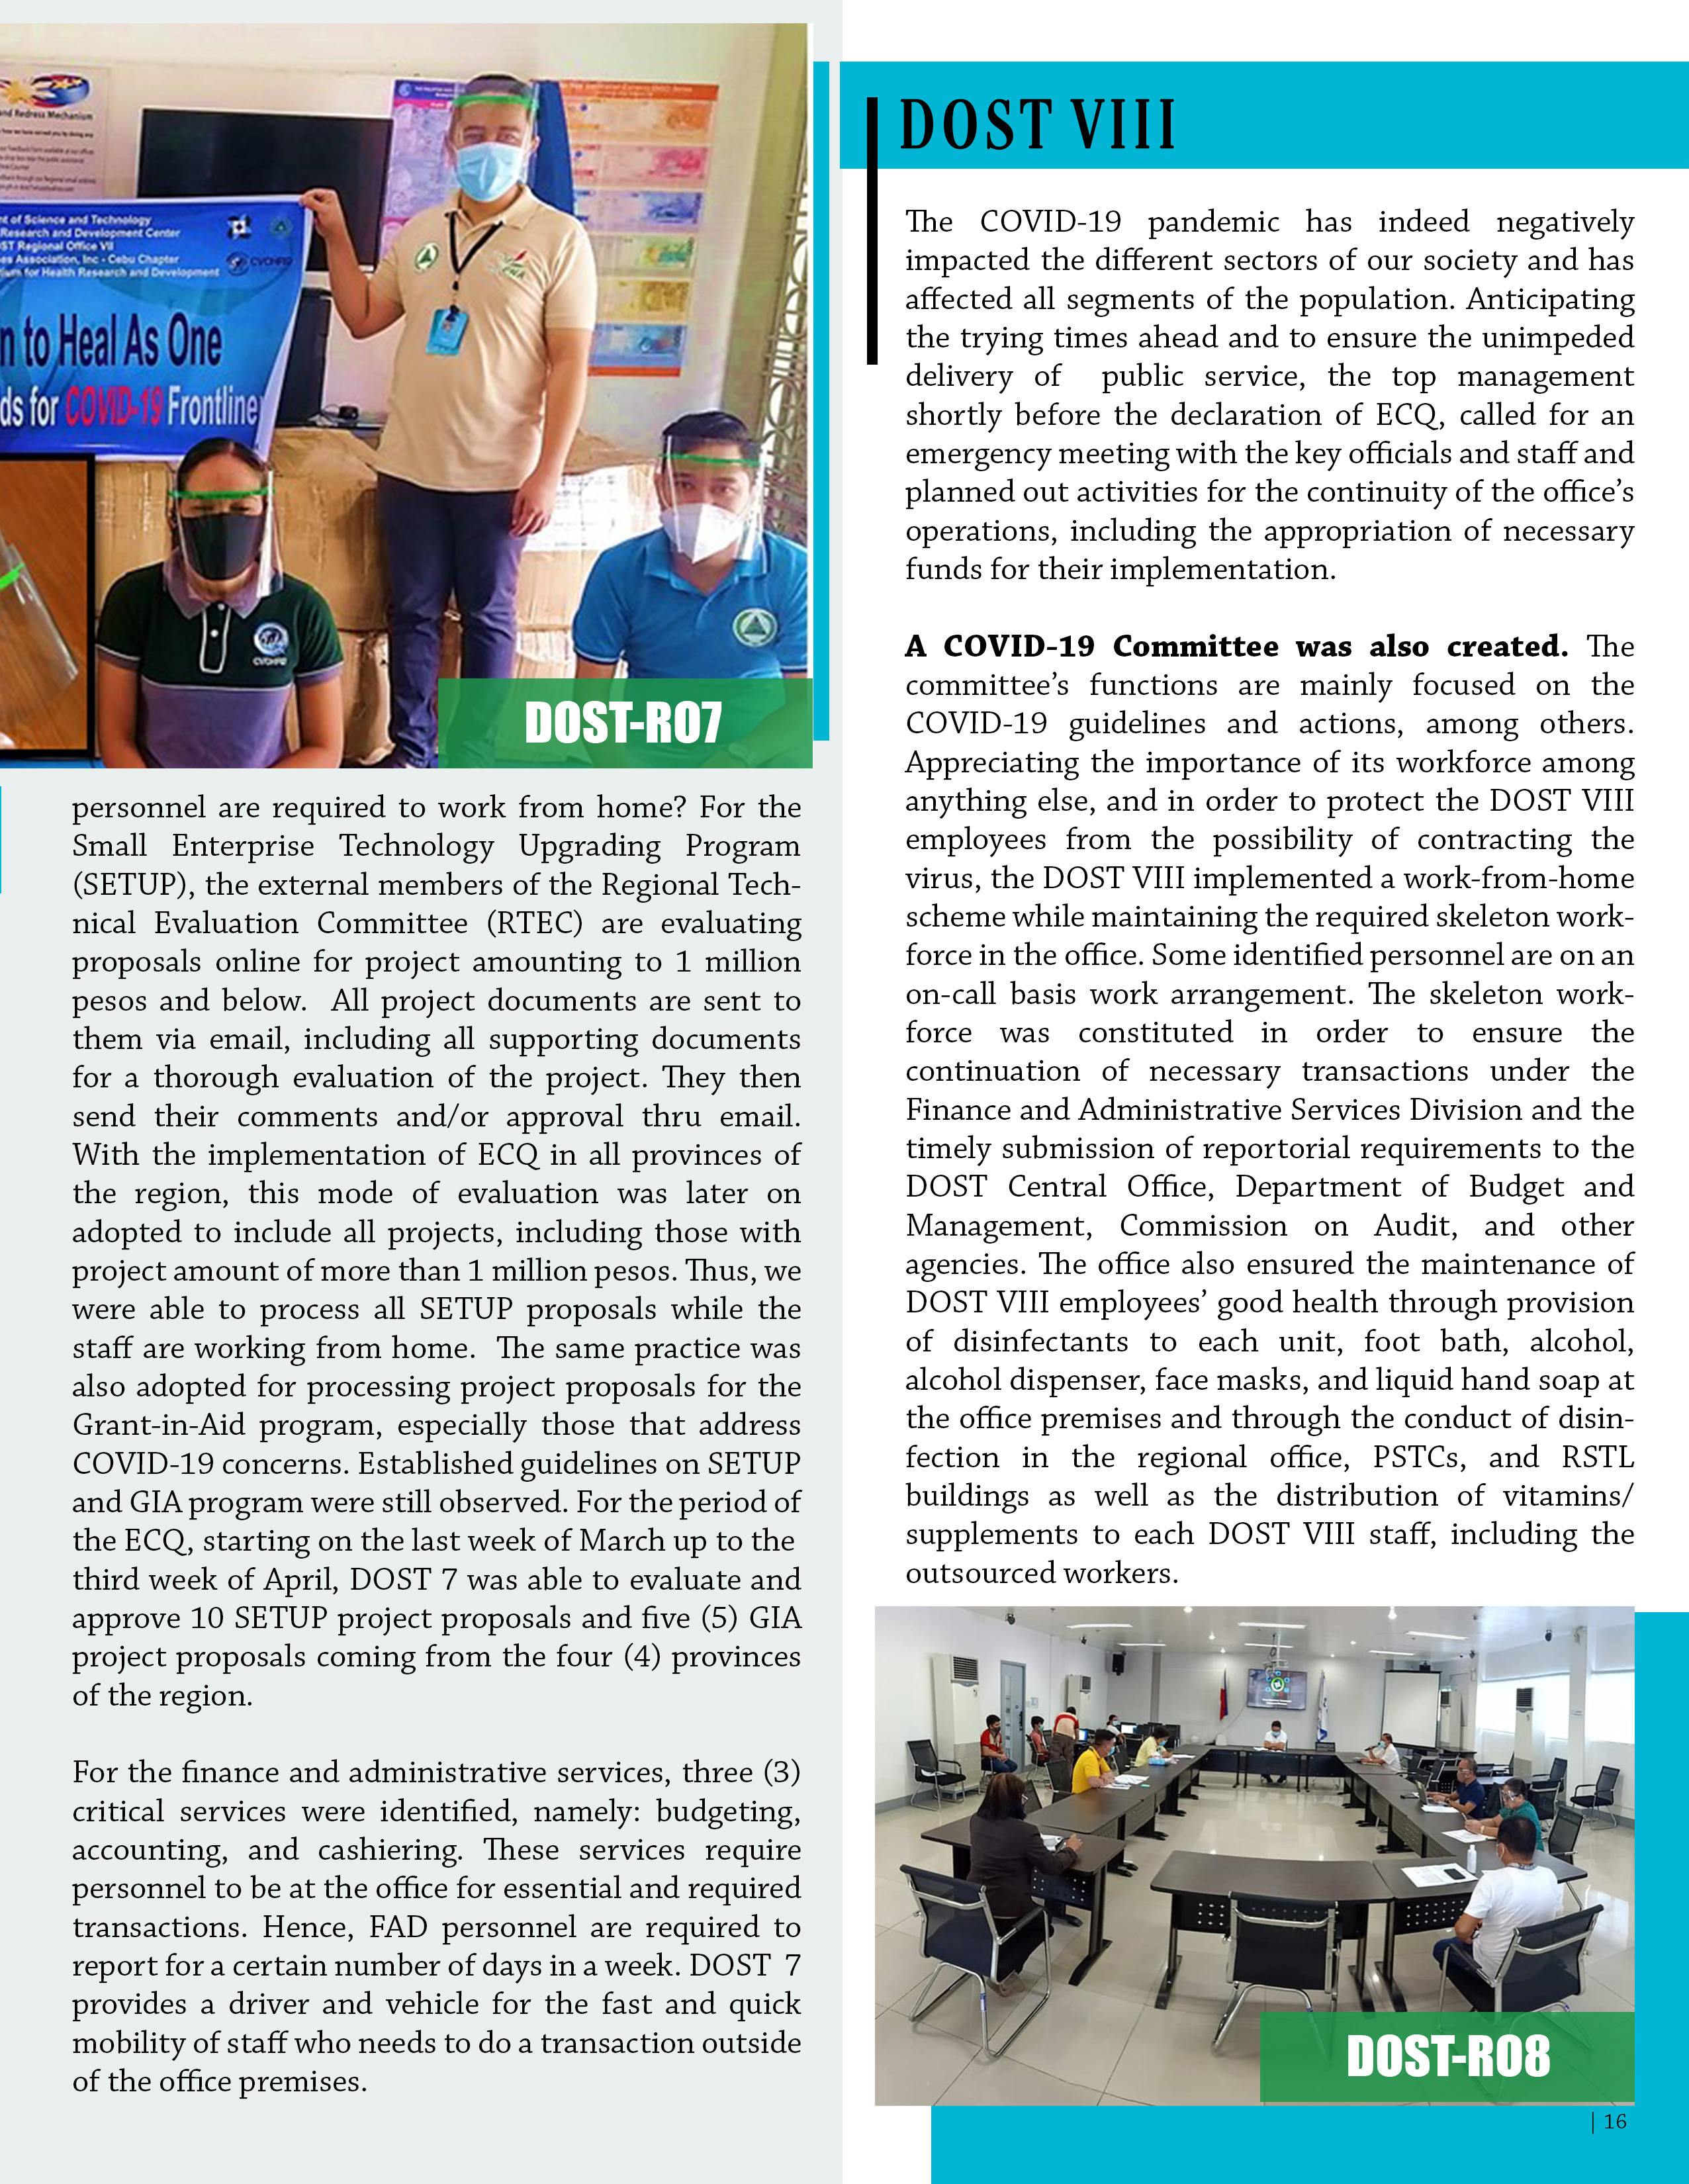 and Redress Mechanism
nt of Science and Technology
Research and Development Center
ST Regional Office VII
es Association, Inc - Cebu Chapter
tium for Health Research and Development
CVCHRD
n to Heal As One
ds for COVID-19 Frontline
CVCHRD
DOST-RO7
personnel are required to work from home? For the
Small Enterprise Technology Upgrading Program
(SETUP), the external members of the Regional Tech-
nical Evaluation Committee (RTEC) are evaluating
proposals online for project amounting to 1 million
pesos and below. All project documents are sent to
them via email, including all supporting documents
for a thorough evaluation of the project. They then
send their comments and/or approval thru email.
With the implementation of ECQ in all provinces of
the region, this mode of evaluation was later on
adopted to include all projects, including those with
project amount of more than 1 million pesos. Thus, we
were able to process all SETUP proposals while the
staff are working from home. The same practice was
also adopted for processing project proposals for the
Grant-in-Aid program, especially those that address
COVID-19 concerns. Established guidelines on SETUP
and GIA program were still observed. For the period of
the ECQ, starting on the last week of March up to the
third week of April, DOST 7 was able to evaluate and
approve 10 SETUP project proposals and five (5) GIA
project proposals coming from the four (4) provinces
of the region.
For the finance and administrative services, three (3)
critical services were identified, namely: budgeting,
accounting, and cashiering. These services require
personnel to be at the office for essential and required
transactions. Hence, FAD personnel are required to
report for a certain number of days in a week. DOST 7
provides a driver and vehicle for the fast and quick
mobility of staff who needs to do a transaction outside
of the office premises.
DOST VIII
The COVID-19 pandemic has indeed negatively
impacted the different sectors of our society and has
affected all segments of the population. Anticipating
the trying times ahead and to ensure the unimpeded
delivery of public service, the top management
shortly before the declaration of ECQ, called for an
emergency meeting with the key officials and staff and
planned out activities for the continuity of the office's
operations, including the appropriation of necessary
funds for their implementation.
A COVID-19 Committee was also created. The
committee's functions are mainly focused on the
COVID-19 guidelines and actions, among others.
Appreciating the importance of its workforce among
anything else, and in order to protect the DOST VIII
employees from the possibility of contracting the
virus, the DOST VIII implemented a work-from-home
scheme while maintaining the required skeleton work-
force in the office. Some identified personnel are on an
on-call basis work arrangement. The skeleton work-
force was constituted in order to ensure the
continuation of necessary transactions under the
Finance and Administrative Services Division and the
timely submission of reportorial requirements to the
DOST Central Office, Department of Budget and
Management, Commission on Audit, and other
agencies. The office also ensured the maintenance of
DOST VIII employees' good health through provision
of disinfectants to each unit, foot bath, alcohol,
alcohol dispenser, face masks, and liquid hand soap at
the office premises and through the conduct of disin-
fection in the regional office, PSTCs, and RSTL
buildings as well as the distribution of vitamins/
supplements to each DOST VIII staff, including the
outsourced workers.
DOST-RO8
| 16